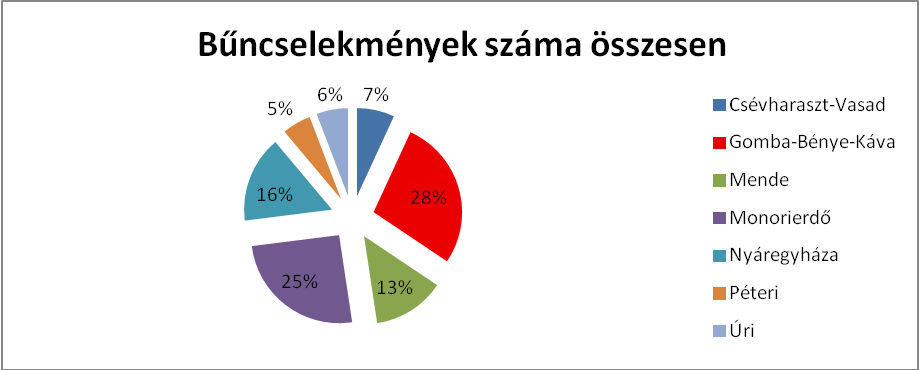 Bűncselekmények száma összesen
6%
7%
5%
16%
28%
25%
13%
Csévharaszt-Vasad
Gomba-Bénye-Káva
Mende
Monorierdő
Nyáregyháza
Péteri
Úri